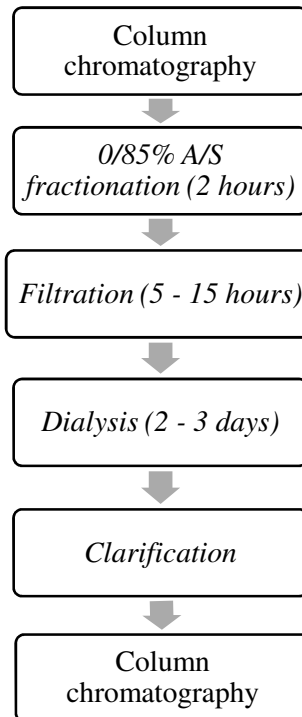 Column
chromatography
0/85% A/S
fractionation (2 hours)
Filtration (5 - 15 hours)
Dialysis (2 - 3 days)
Clarification
Column
chromatography